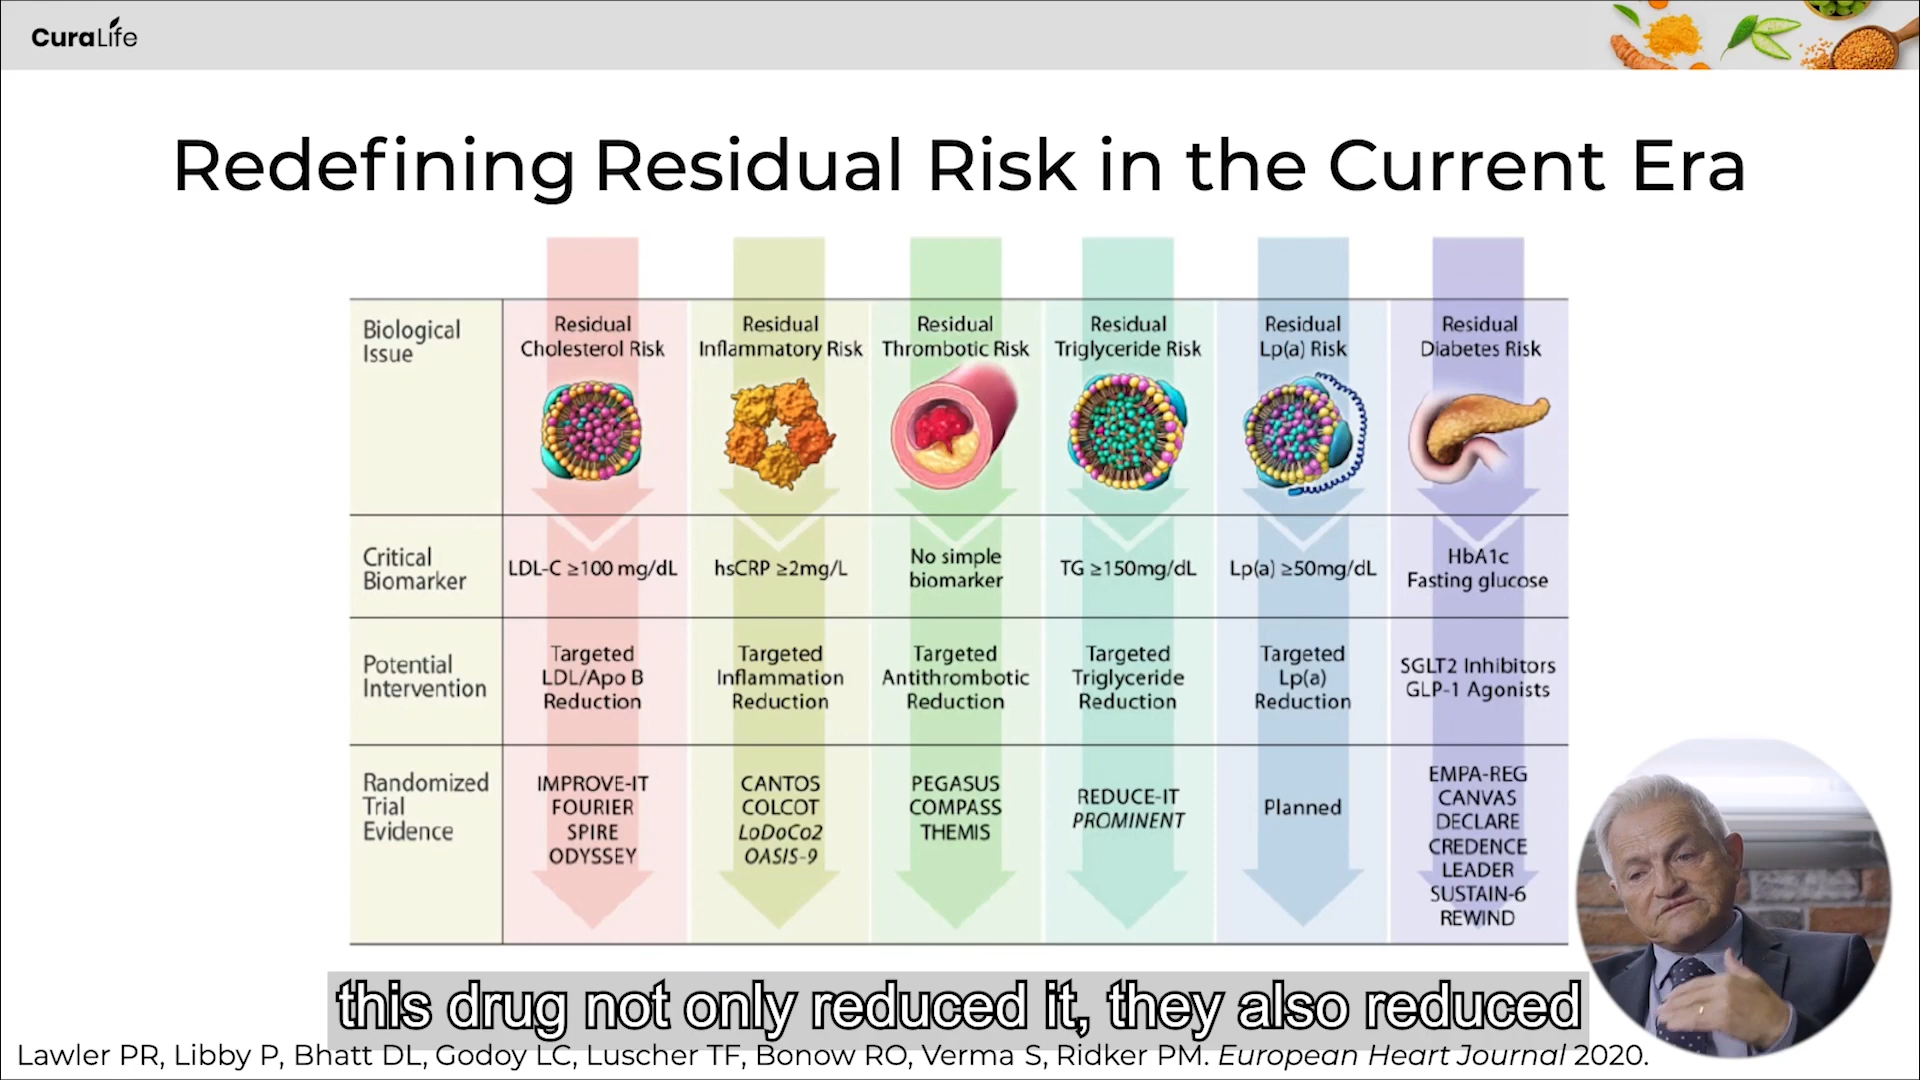 CuraLife
Redefining Residual Risk in the Current Era
Biological
Issue
Residual
Cholesterol Risk
Residual
Inflammatory Risk
Residual
Thrombotic Risk
Residual
Triglyceride Risk
Residual
Lp(a) Risk
Residual
Diabetes Risk
Critical
Biomarker
LDL-C ≥100 mg/dL
hsCRP ≥2mg/L
No simple
biomarker
TG ≥150mg/dL
Lp(a) ≥50mg/dL
HbA1c
Fasting glucose
Potential
Intervention
Targeted
LDL/Apo B
Reduction
Targeted
Inflammation
Reduction
Targeted
Antithrombotic
Reduction
Targeted
Triglyceride
Reduction
Targeted
Lp(a)
Reduction
SGLT2 Inhibitors
GLP-1 Agonists
Randomized
Trial
Evidence
IMPROVE-IT
FOURIER
SPIRE
ODYSSEY
CANTOS
COLCOT
LoDoCo2
OASIS-9
PEGASUS
COMPASS
THEMIS
REDUCE-IT
PROMINENT
Planned
EMPA-REG
CANVAS
DECLARE
CREDENCE
LEADER
SUSTAIN-6
REWIND
this drug not only reduced it, they also reduced
Lawler PR, Libby P, Bhatt DL, Godoy LC, Luscher TF, Bonow RO, Verma S, Ridker PM. European Heart Journal 2020.